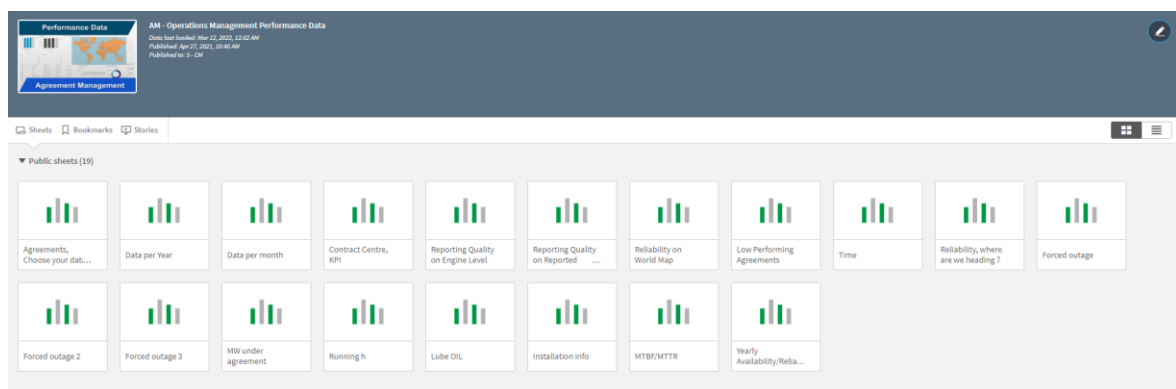 Performance Data
Agreement Management
AM - Operations Management Performance Data
Data last loaded: Mar 12, 2022, 12:02 AM
Published: Apr 27, 2021, 10:40 AM
Published to: S - CM
Sheets Bookmarks Stories
Public sheets (19)
Agreements,
Choose your dat....
Data per Year
Data per month
Contract Centre,
KPI
Reporting Quality
on Engine Level
Reporting Quality
on Reported ...
Reliability on
World Map
Low Performing
Agreements
Time
Reliability, where
are we heading ?
Forced outage
Forced outage 2
Forced outage 3
MW under
agreement
Running h
Lube OIL
Installation info
MTBF/MTTR
Yearly
Availability/Relia...